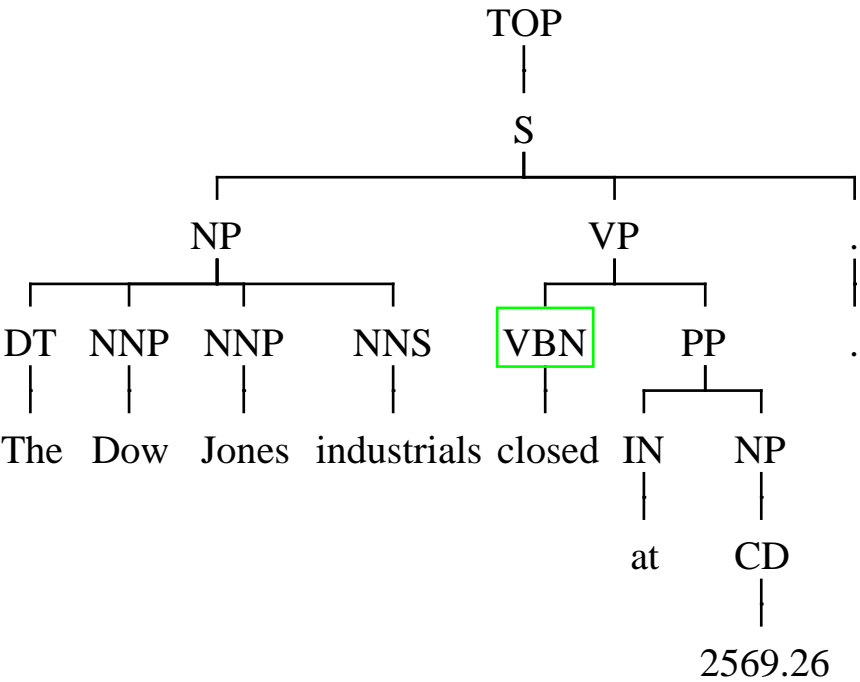 TOP
S
NP VP .
DT NNP NNP NNS VBN PP .
The Dow Jones industrials closed IN NP
at CD
2569.26